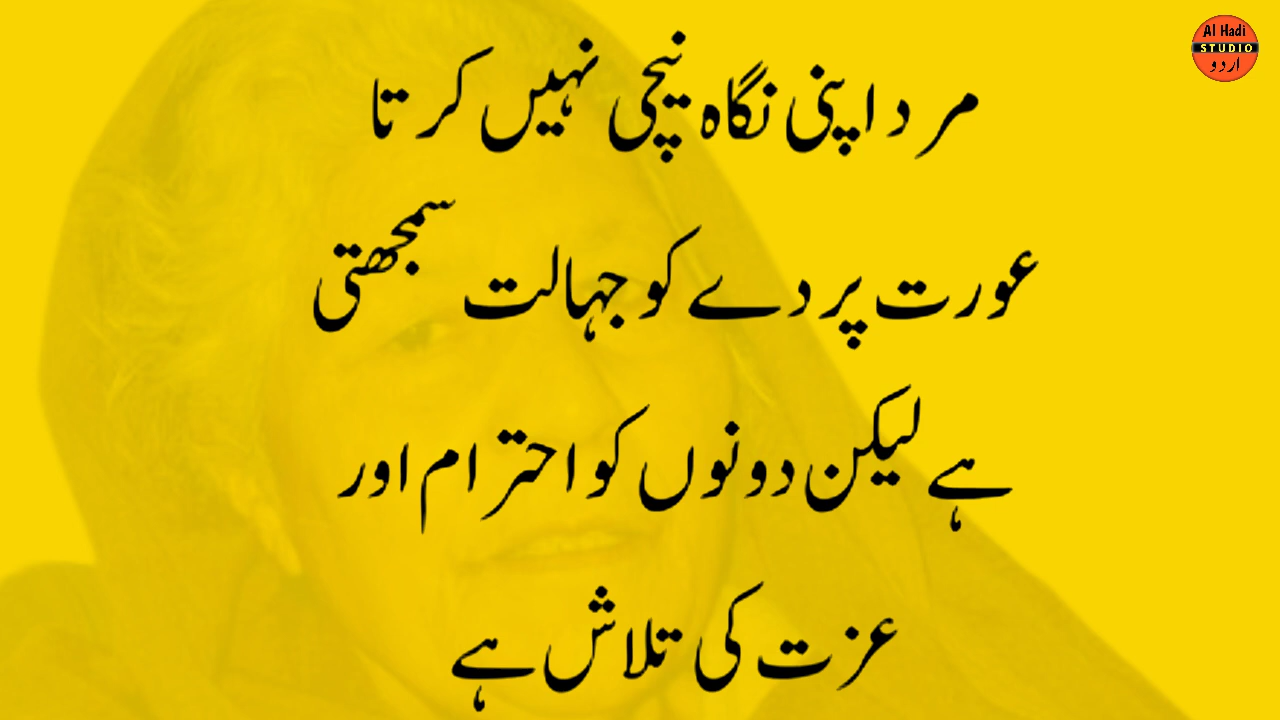 Al Hadi
STUDIO
اردو
مرد اپنی نگاہ نیچی نہیں کرتا
عورت پردے کو جہالت سمجھتی
ہے لیکن دونوں کو احترام اور
عزت کی تلاش ہے